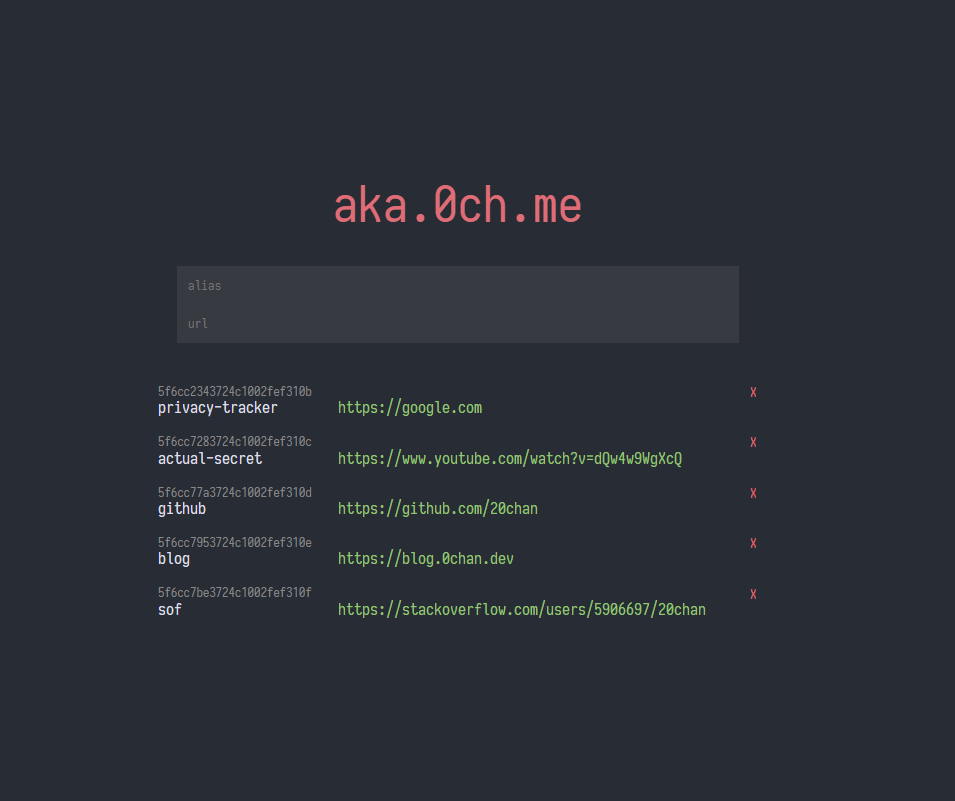 aka.0ch.me
alias
url
5f6cc2343724c1002fef310b X
privacy-tracker https://google.com
5f6cc7283724c1002fef310c X
actual-secret https://www.youtube.com/watch?v=dQw4w9WgXcQ
5f6cc77a3724c1002fef310d X
github https://github.com/20chan
5f6cc7953724c1002fef310e X
blog https://blog.0chan.dev
5f6cc7be3724c1002fef310f X
sof https://stackoverflow.com/users/5906697/20chan